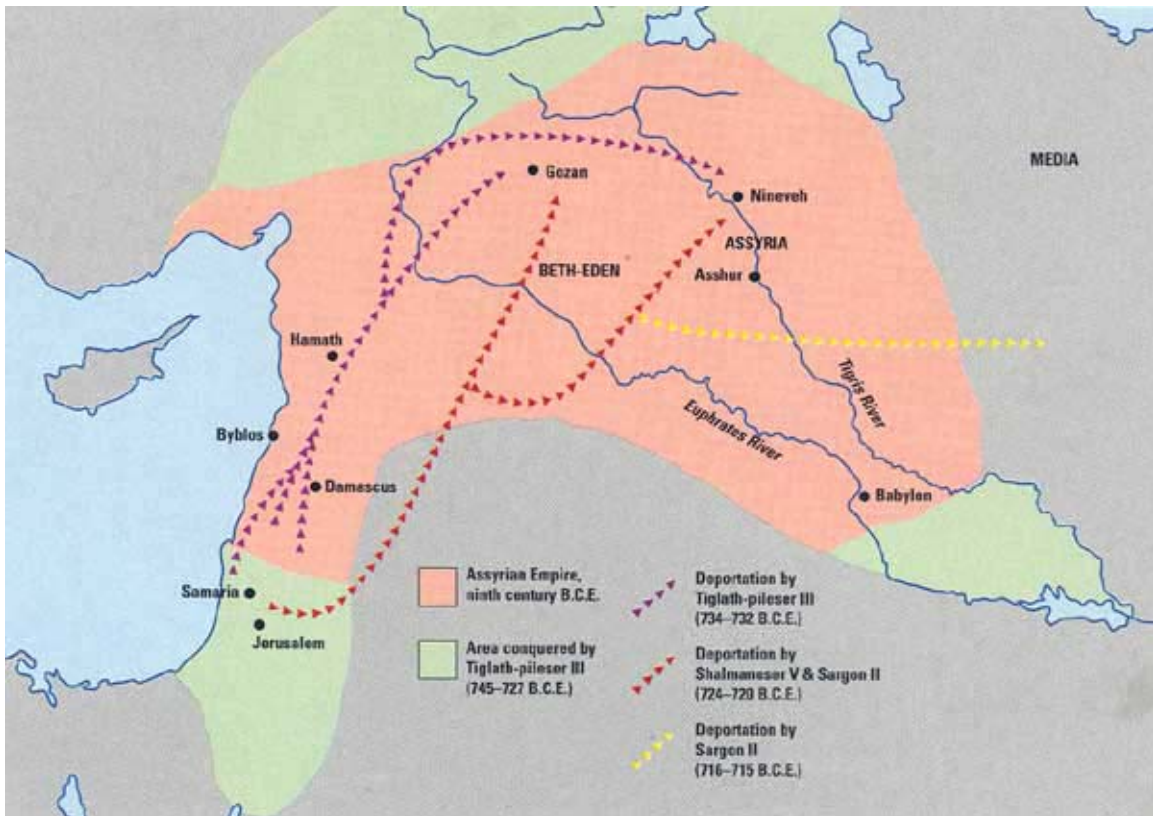 MEDIA
Gozan
Nineveh
ASSYRIA
BETH-EDEN
Asshur
Hamath
Tigris River
Byblos
Euphrates River
Damascus
Babylon
Samaria
Jerusalem
Assyrian Empire,
ninth century B.C.E.
Area conquered by
Tiglath-pileser III
(745–727 B.C.E.)
Deportation by
Tiglath-pileser III
(734–732 B.C.E.)
Deportation by
Shalmaneser V & Sargon II
(724–720 B.C.E.)
Deportation by
Sargon II
(716–715 B.C.E.)